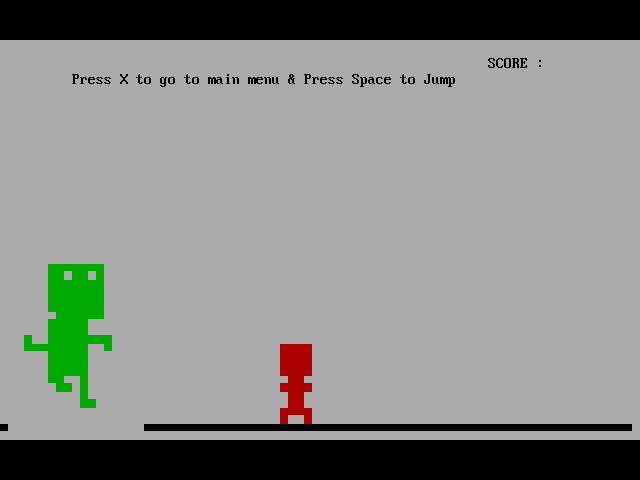 SCORE :
Press X to go to main menu & Press Space to Jump